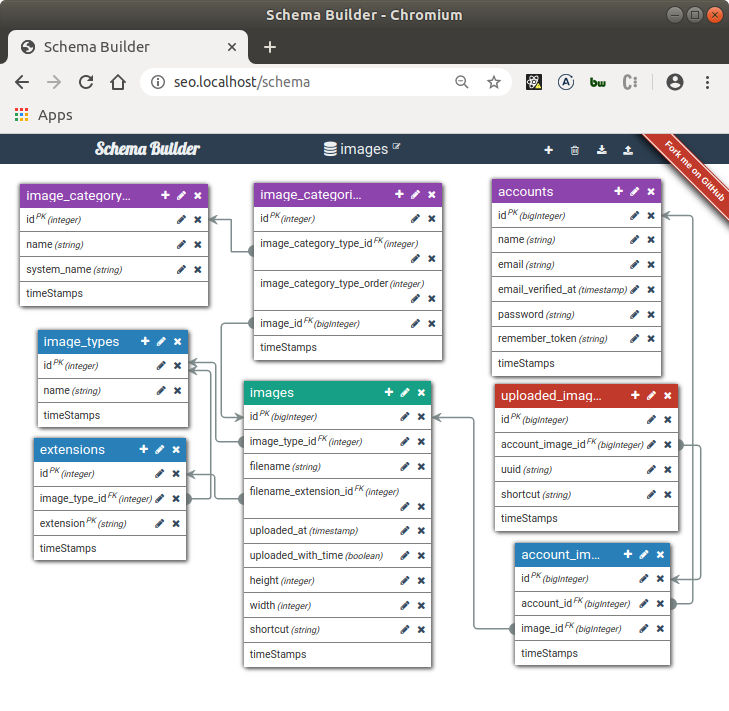 Schema Builder - Chromium
Schema Builder
seo.localhost/schema
Apps
Schema Builder
images
Fork me on GitHub
image_category...
id PK (integer)
name (string)
system_name (string)
timeStamps
image_categori...
id PK (integer)
image_category_type_id FK (integer)
image_category_type_order (integer)
image_id FK (bigInteger)
timeStamps
accounts
id PK (bigInteger)
name (string)
email (string)
email_verified_at (timestamp)
password (string)
remember_token (string)
timeStamps
image_types
id PK (integer)
name (string)
timeStamps
extensions
id PK (integer)
image_type_id FK (integer)
extension PK (string)
timeStamps
images
id PK (bigInteger)
image_type_id FK (integer)
filename (string)
filename_extension_id FK (integer)
uploaded_at (timestamp)
uploaded_with_time (boolean)
height (integer)
width (integer)
shortcut (string)
timeStamps
uploaded_imag...
id PK (bigInteger)
account_image_id FK (bigInteger)
uuid (string)
shortcut (string)
timeStamps
account_im...
id PK (bigInteger)
account_id FK (bigInteger)
image_id FK (bigInteger)
timeStamps